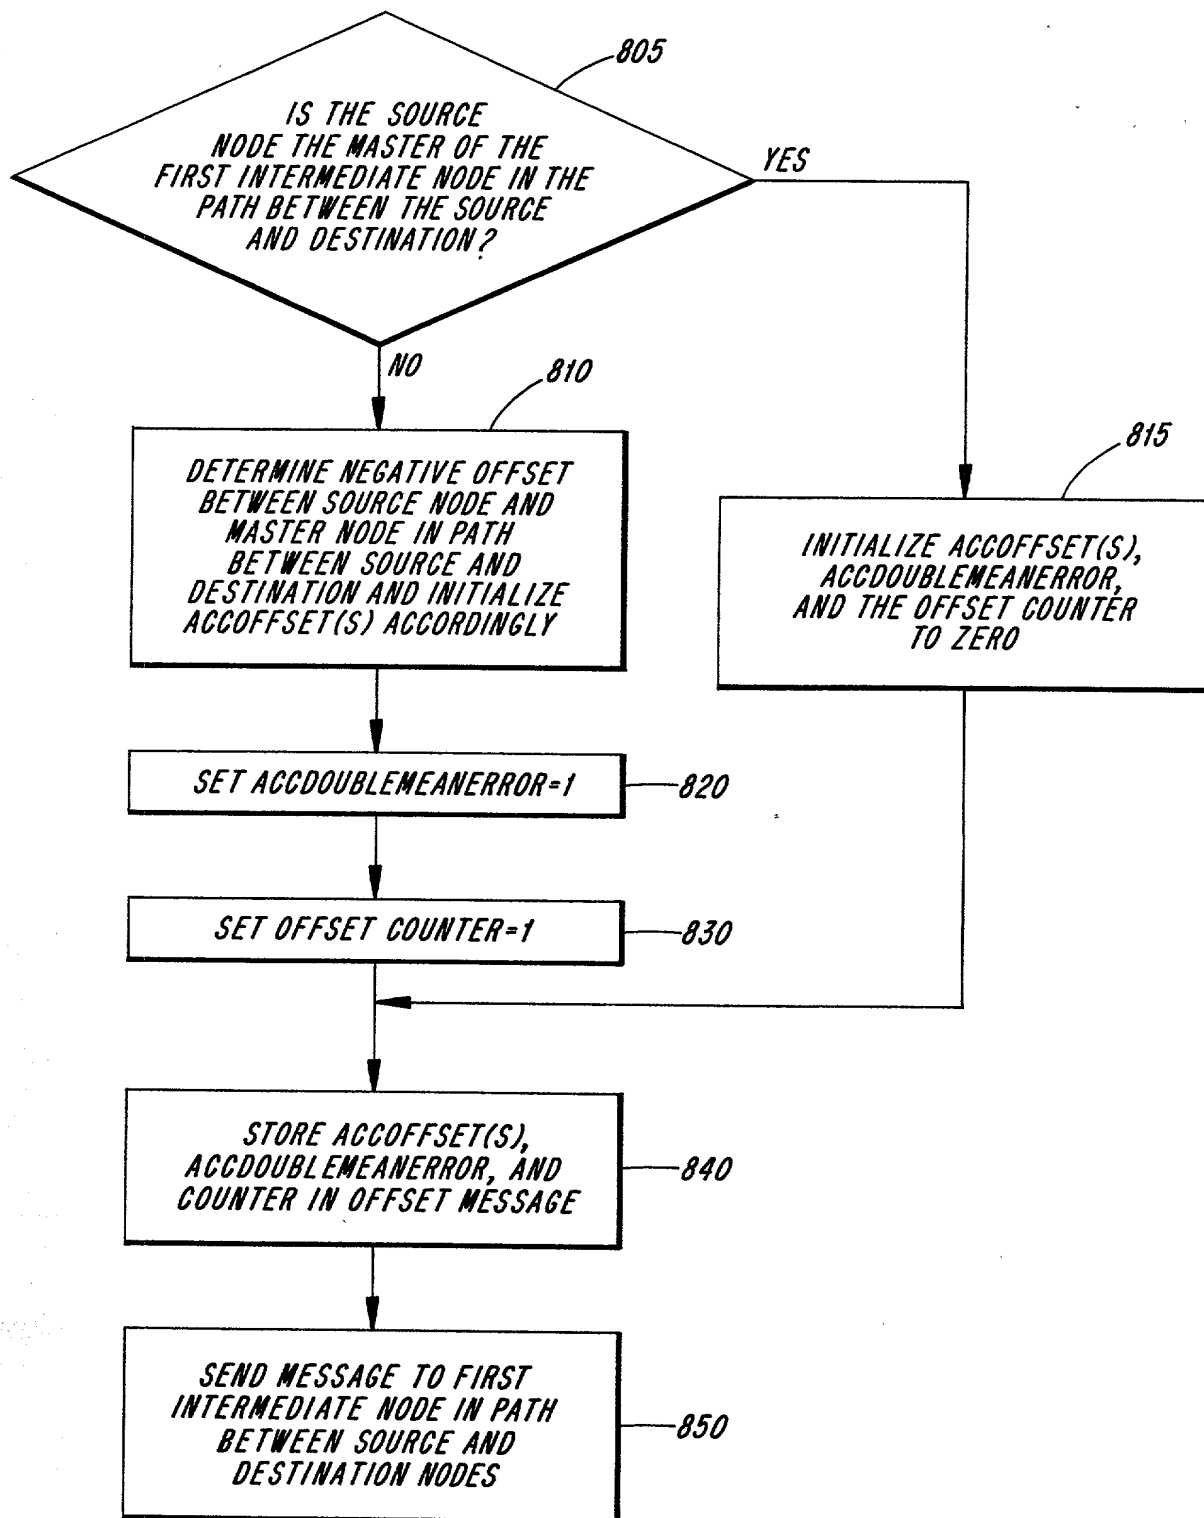 805
IS THE SOURCE
NODE THE MASTER OF THE
FIRST INTERMEDIATE NODE IN THE
PATH BETWEEN THE SOURCE
AND DESTINATION?
YES
NO
810
DETERMINE NEGATIVE OFFSET
BETWEEN SOURCE NODE AND
MASTER NODE IN PATH
BETWEEN SOURCE AND
DESTINATION AND INITIALIZE
ACCOFFSET(S) ACCORDINGLY
815
INITIALIZE ACCOFFSET(S),
ACCDOUBLEMEANERROR,
AND THE OFFSET COUNTER
TO ZERO
SET ACCDOUBLEMEANERROR=1
820
SET OFFSET COUNTER=1
830
STORE ACCOFFSET(S),
ACCDOUBLEMEANERROR, AND
COUNTER IN OFFSET MESSAGE
840
SEND MESSAGE TO FIRST
INTERMEDIATE NODE IN PATH
BETWEEN SOURCE AND
DESTINATION NODES
850